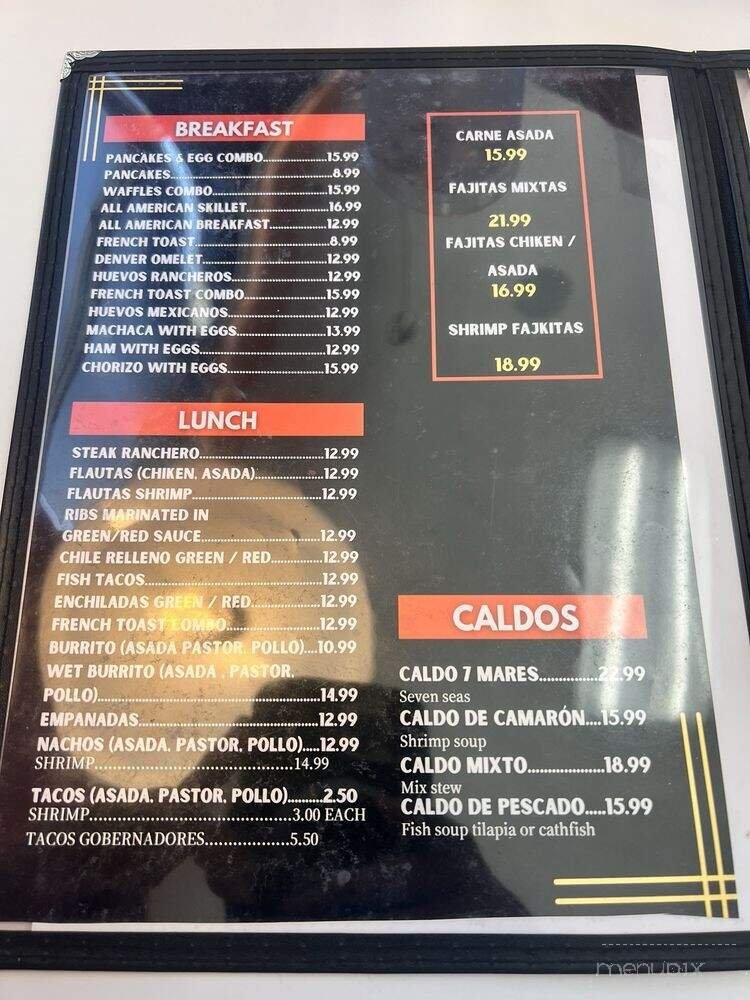 BREAKFAST
PANCAKES & EGG COMBO....................15.99
PANCAKES....................8.99
WAFFLES COMBO....................15.99
ALL AMERICAN SKILLET....................16.99
ALL AMERICAN BREAKFAST....................12.99
FRENCH TOAST....................8.99
DENVER OMELET....................12.99
HUEVOS RANCHEROS....................12.99
FRENCH TOAST COMBO....................15.99
HUEVOS MEXICANOS....................12.99
MACHACA WITH EGGS....................13.99
HAM WITH EGGS....................12.99
CHORIZO WITH EGGS....................15.99
LUNCH
STEAK RANCHERO....................12.99
FLAUTAS (CHIKEN, ASADA)....................12.99
FLAUTAS SHRIMP....................12.99
RIBS MARINATED IN
GREEN/RED SAUCE....................12.99
CHILE RELLENO GREEN / RED....................12.99
FISH TACOS....................12.99
ENCHILADAS GREEN / RED....................12.99
FRENCH TOAST COMBO....................12.99
BURRITO (ASADA PASTOR, POLLO)....10.99
WET BURRITO (ASADA , PASTOR,
POLLO)....................14.99
EMPANADAS....................12.99
NACHOS (ASADA, PASTOR, POLLO).....12.99
SHRIMP....................14.99
TACOS (ASADA, PASTOR, POLLO)..........2.50
SHRIMP....................3.00 EACH
TACOS GOBERNADORES....................5.50
CARNE ASADA
15.99
FAJITAS MIXTAS
21.99
FAJITAS CHIKEN /
ASADA
16.99
SHRIMP FAJKITAS
18.99
CALDOS
CALDO 7 MARES...............22.99
Seven seas
CALDO DE CAMARÓN....15.99
Shrimp soup
CALDO MIXTO...................18.99
Mix stew
CALDO DE PESCADO.....15.99
Fish soup tilapia or cathfish
menupix